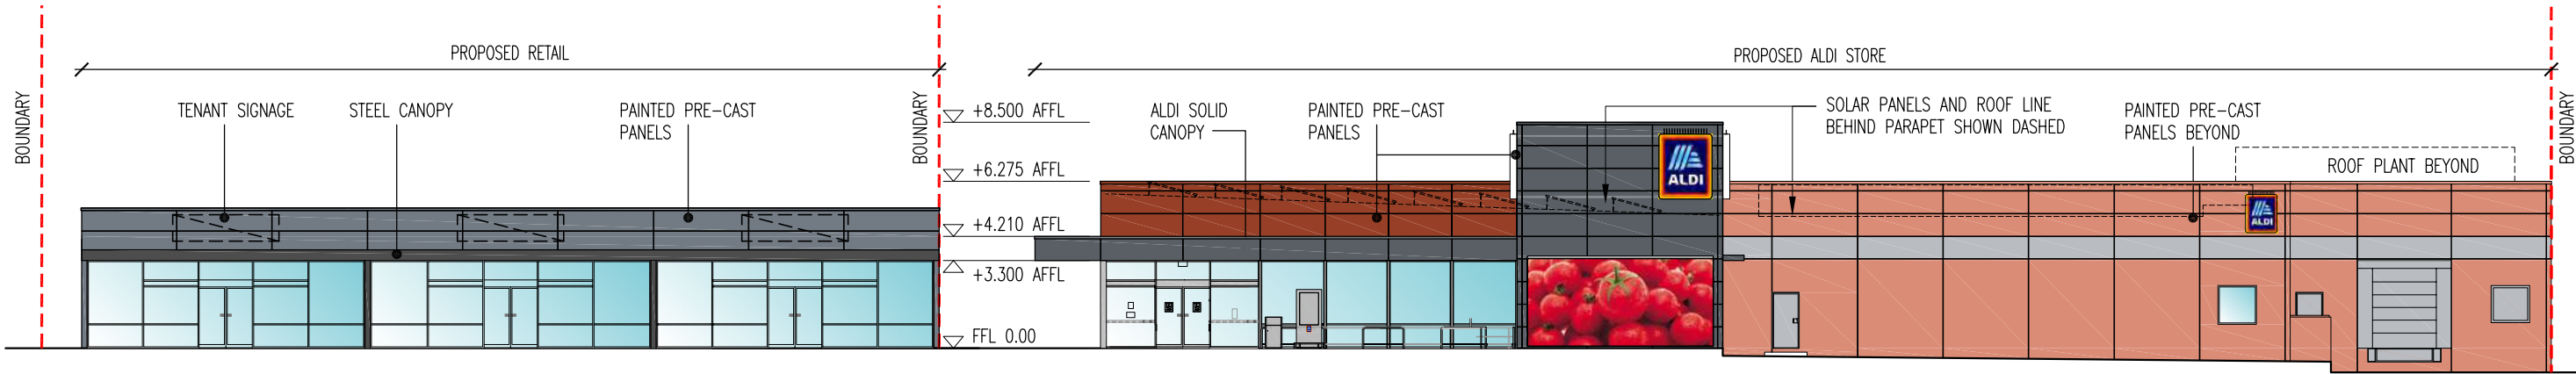 PROPOSED RETAIL
PROPOSED ALDI STORE
BOUNDARY
TENANT SIGNAGE
STEEL CANOPY
PAINTED PRE-CAST
PANELS
BOUNDARY
+8.500 AFFL
+6.275 AFFL
+4.210 AFFL
+3.300 AFFL
FFL 0.00
ALDI SOLID
CANOPY
PAINTED PRE-CAST
PANELS
SOLAR PANELS AND ROOF LINE
BEHIND PARAPET SHOWN DASHED
PAINTED PRE-CAST
PANELS BEYOND
ROOF PLANT BEYOND
BOUNDARY
ALDI
ALDI